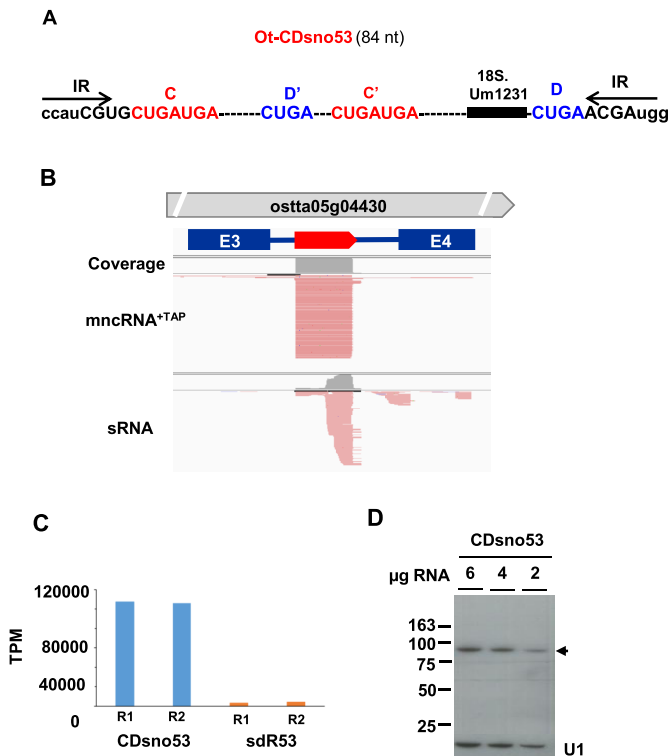 A
Ot-CDsno53 (84 nt)
IR C D’ C’ 18S. Um1231 D IR
ccauCGUGCUGAUGA------CUGA--CUGAUGA------CUGAACGAugg
B
ostta05g04430
E3 E4
Coverage
mncRNA+TAP
sRNA
C
TPM
120000
80000
40000
0
R1 R2 R1 R2
CDsno53 sdR53
D
CDsno53
µg RNA 6 4 2
163
100
75
50
25
U1